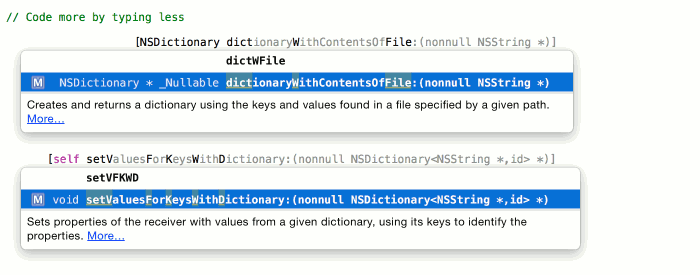 // Code more by typing less
[NSDictionary dictionaryWithContentsOfFile:(nonnull NSString *)]
dictWFile
M NSDictionary * _Nullable dictionaryWithContentsOfFile:(nonnull NSString *)
Creates and returns a dictionary using the keys and values found in a file specified by a given path.
More…
[self setValuesForKeysWithDictionary:(nonnull NSDictionary<NSString *,id> *)]
setVFKWD
M void setValuesForKeysWithDictionary:(nonnull NSDictionary<NSString *,id> *)
Sets properties of the receiver with values from a given dictionary, using its keys to identify the
properties. More…